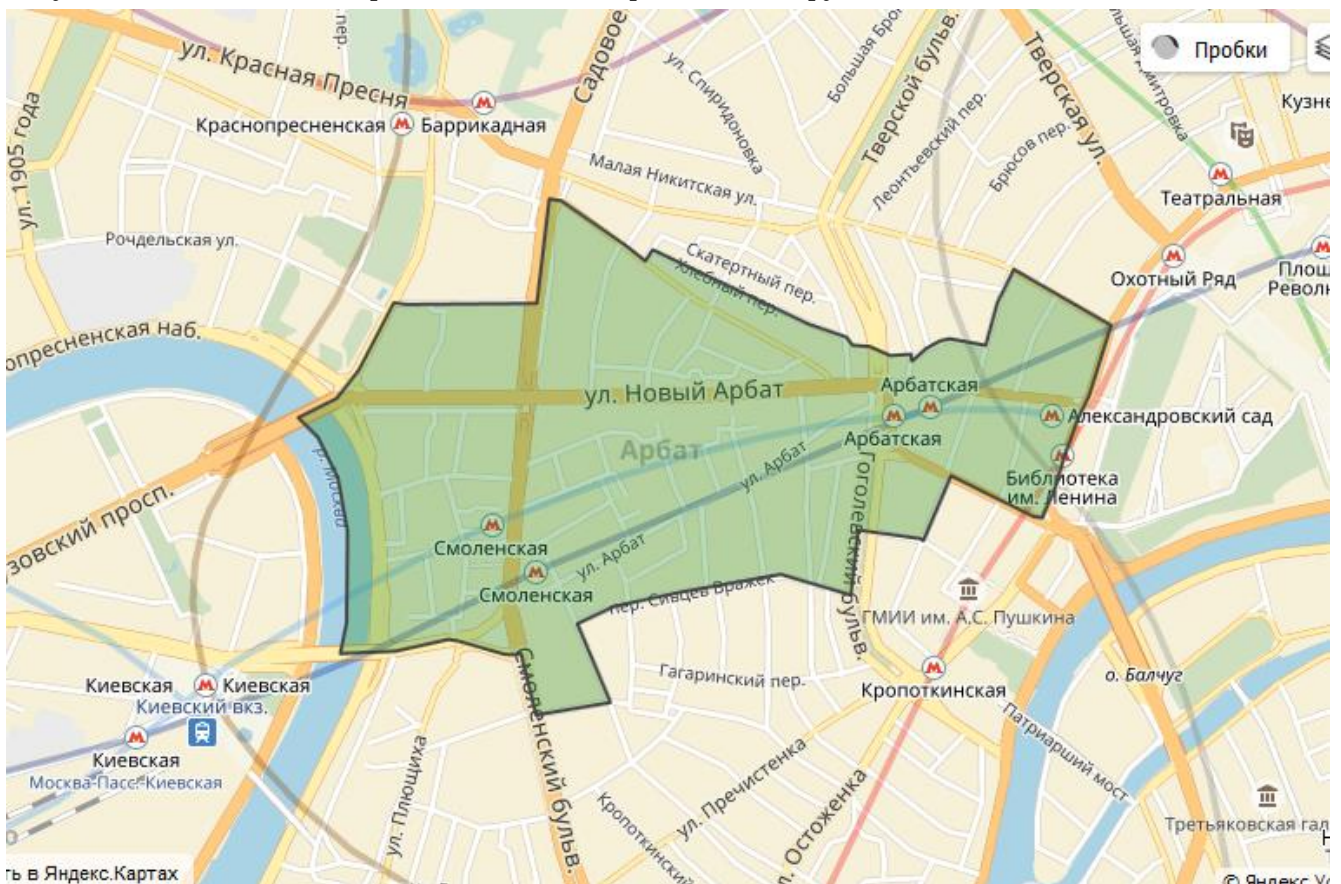 Пробки
ул. Красная Пресня
Садовое
ул. Спиридоновка
Большая Бро
Тверской бульв.
Тверская ул.
Кузне
Краснопресненская
Баррикадная
ул. 1905 года
Малая Никитская ул.
Леонтьевский пер.
Брюсов пер.
Театральная
Рочдельская ул.
Скатертный пер.
Хлебный пер.
Охотный Ряд
Площ
Револю
опресненская наб.
ул. Новый Арбат
Арбатская
Александровский сад
Арбатская
Арбат
ул. Арбат
р. Москва
Библиотека
им. Ленина
зовский просп.
Гоголевский бульв.
Смоленская
ул. Арбат
Смоленская
пер. Сивцев Вражек
ГМИИ им. А.С. Пушкина
Гагаринский пер.
о. Балчуг
Киевская
Киевская
Киевский вкз.
Кропоткинская
Смоленский бульв.
Патриарший мост
Киевская
Москва-Пасс.-Киевская
ул. Плющиха
ул. Пречистенка
ул. Остоженка
Кропоткинский
Третьяковская гал
ть в Яндекс.Картах
© Яндекс Ус